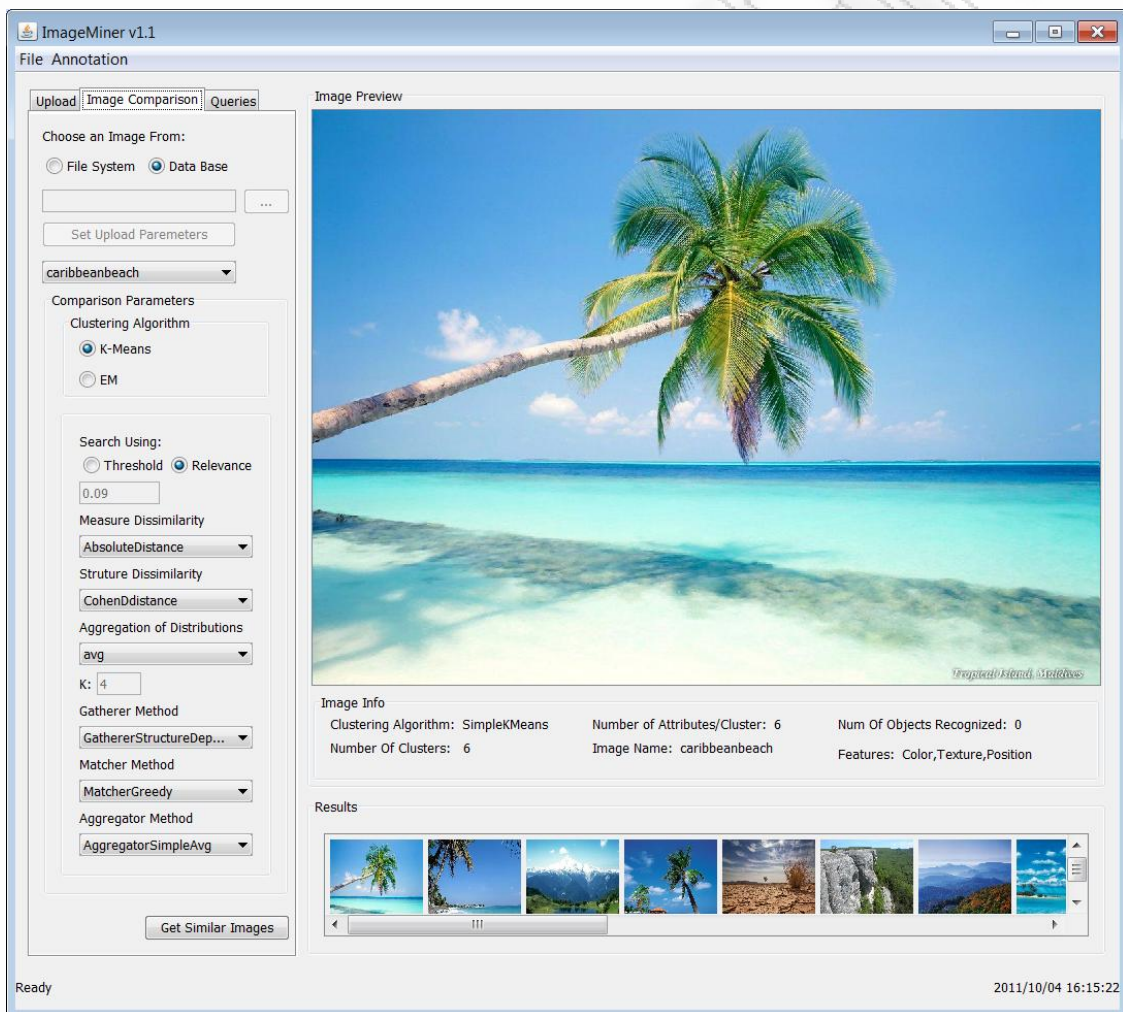 ImageMiner v1.1
File Annotation
Upload Image Comparison Queries
Choose an Image From:
File System Data Base
...
Set Upload Paremeters
caribbeanbeach
Comparison Parameters
Clustering Algorithm
K-Means
EM
Search Using:
Threshold Relevance
0.09
Measure Dissimilarity
AbsoluteDistance
Struture Dissimilarity
CohenDdistance
Aggregation of Distributions
avg
K: 4
Gatherer Method
GathererStructureDep...
Matcher Method
MatcherGreedy
Aggregator Method
AggregatorSimpleAvg
Get Similar Images
Image Preview
Tropical Island, Maldives
Image Info
Clustering Algorithm: SimpleKMeans Number of Attributes/Cluster: 6 Num Of Objects Recognized: 0
Number Of Clusters: 6 Image Name: caribbeanbeach Features: Color,Texture,Position
Results
Ready 2011/10/04 16:15:22